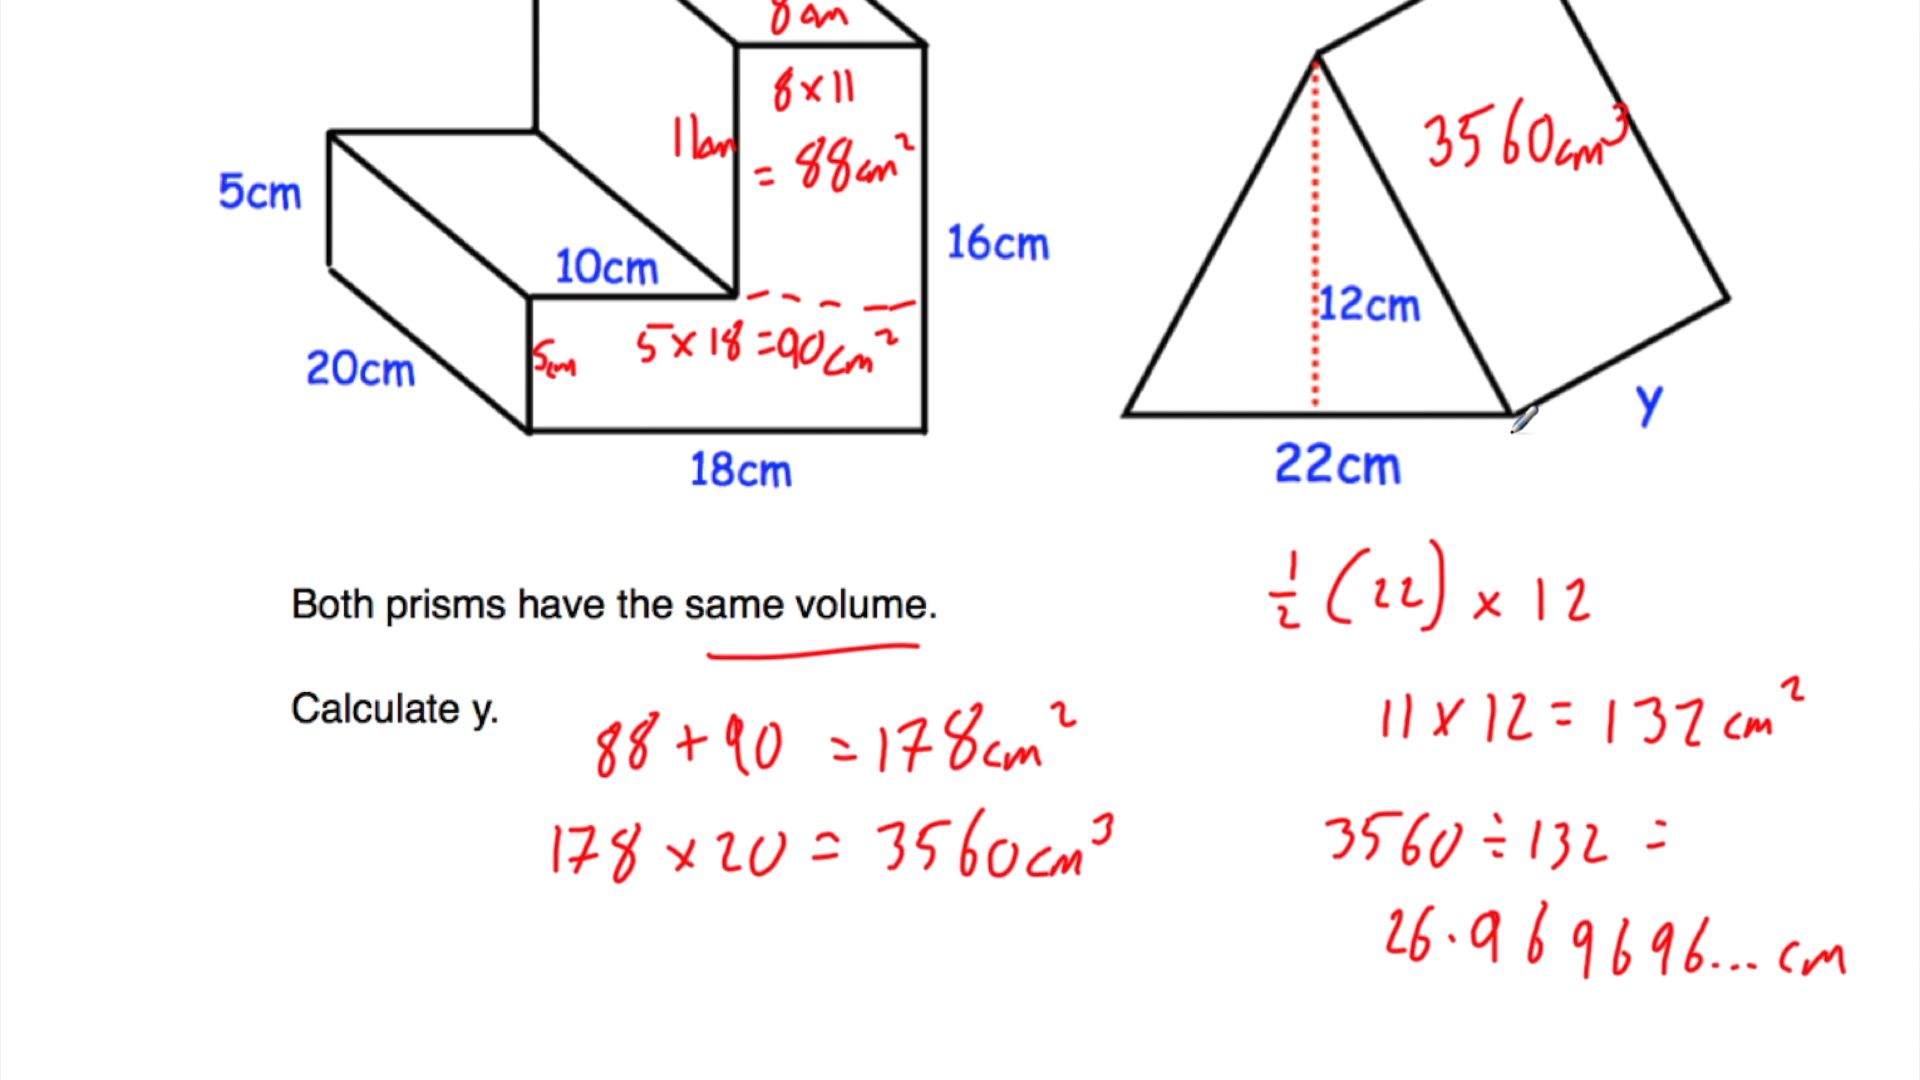 8cm
8 x 11
11cm
= 88cm²
3560cm³
5cm
16cm
10cm
12cm
5cm
5 x 18 = 90cm²
20cm
y
18cm
22cm
Both prisms have the same volume.
½ (22) x 12
Calculate y.
88 + 90 = 178cm²
11 x 12 = 132cm²
178 x 20 = 3560cm³
3560 ÷ 132 =
26.969696... cm